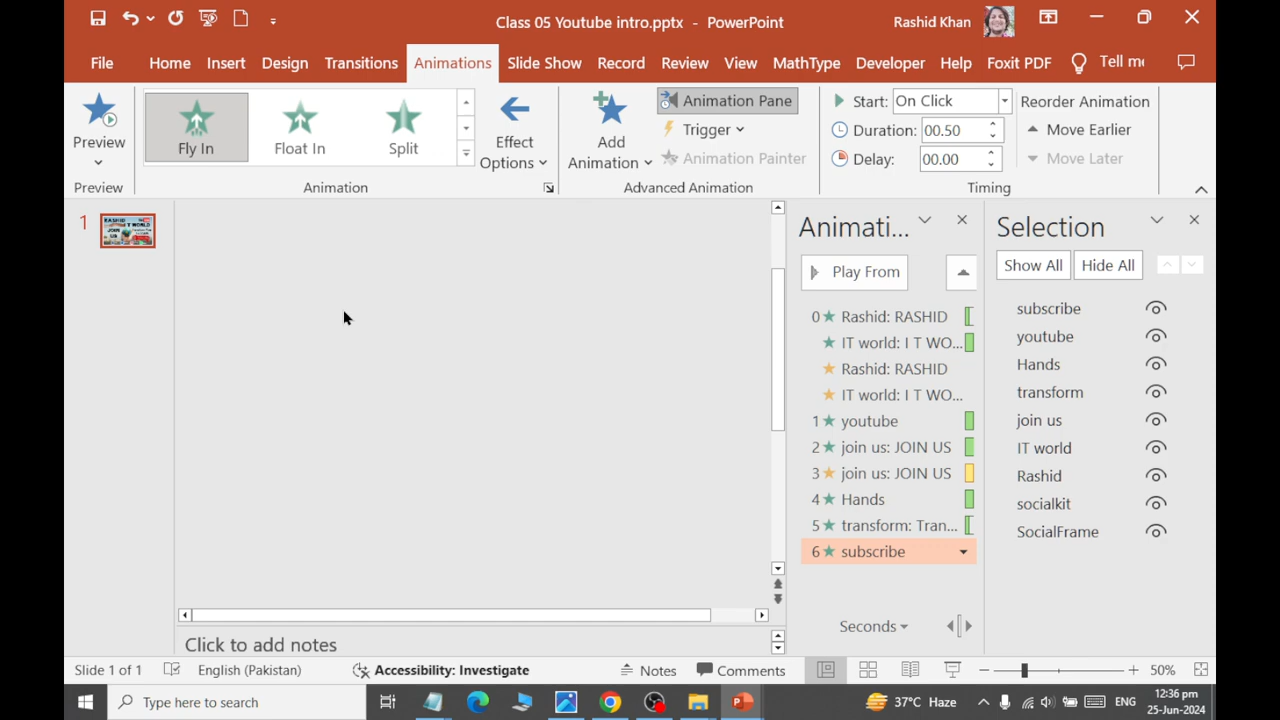 Class 05 Youtube intro.pptx - PowerPoint
Rashid Khan
File Home Insert Design Transitions Animations Slide Show Record Review View MathType Developer Help Foxit PDF Tell me
Preview
Preview
Fly In
Float In
Split
Animation
Effect
Options
Add
Animation
Animation Pane
Trigger
Animation Painter
Advanced Animation
Start: On Click
Duration: 00.50
Delay: 00.00
Reorder Animation
Move Earlier
Move Later
Timing
1
RASHID
I T WORLD
JOIN
US
Animati...
Play From
0 Rashid: RASHID
IT world: I T WO...
Rashid: RASHID
IT world: I T WO...
1 youtube
2 join us: JOIN US
3 join us: JOIN US
4 Hands
5 transform: Tran...
6 subscribe
Seconds
Selection
Show All Hide All
subscribe
youtube
Hands
transform
join us
IT world
Rashid
socialkit
SocialFrame
Click to add notes
Slide 1 of 1 English (Pakistan) Accessibility: Investigate Notes Comments 50%
Type here to search
37°C Haze
ENG
12:36 pm
25-Jun-2024